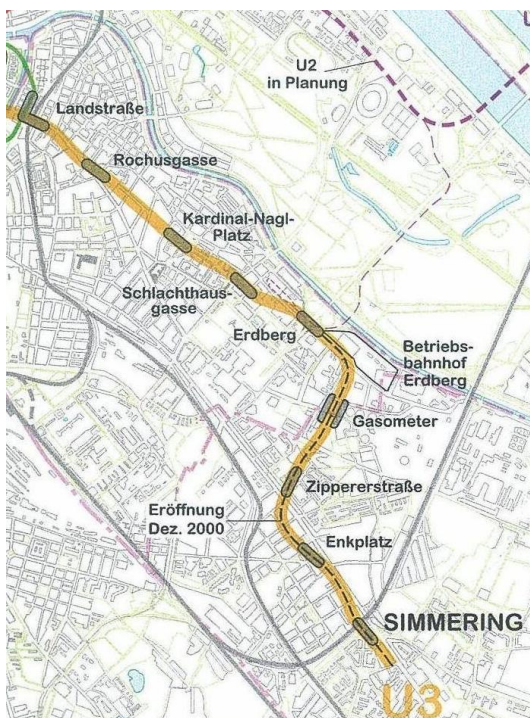 U2
in Planung
Landstraße
Rochusgasse
Kardinal-Nagl-
Platz
Schlachthaus-
gasse
Erdberg
Betriebs-
bahnhof
Erdberg
Gasometer
Zippererstraße
Eröffnung
Dez. 2000
Enkplatz
SIMMERING
U3